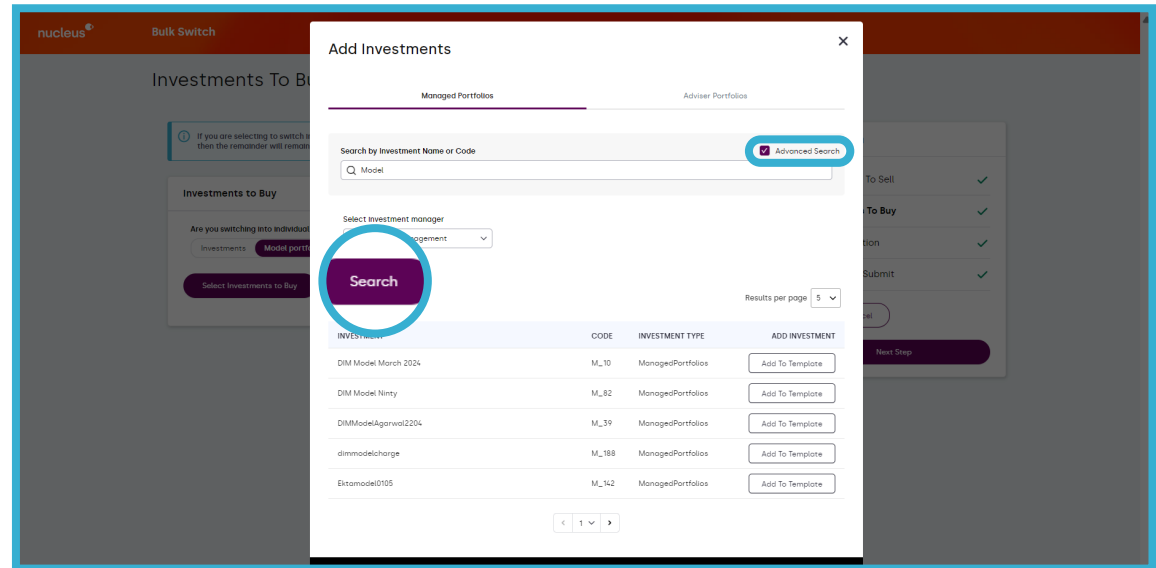 nucleus
Bulk Switch
Investments To Bu
If you are selecting to switch i
then the remainder will remain
Investments to Buy
Are you switching into individual
Investments
Model portf
Select Investments to Buy
Add Investments
Managed Portfolios
Adviser Portfolios
Search by Investment Name or Code
Advanced Search
Model
Select investment manager
agement
Search
Results per page 5
INVESTMENT CODE INVESTMENT TYPE ADD INVESTMENT
DIM Model March 2024 M_10 ManagedPortfolios Add To Template
DIM Model Ninty M_82 ManagedPortfolios Add To Template
DIMModelAgarwal2204 M_39 ManagedPortfolios Add To Template
dimmodelcharge M_188 ManagedPortfolios Add To Template
Ektamodel0105 M_142 ManagedPortfolios Add To Template
1
To Sell
To Buy
tion
Submit
cel
Next Step